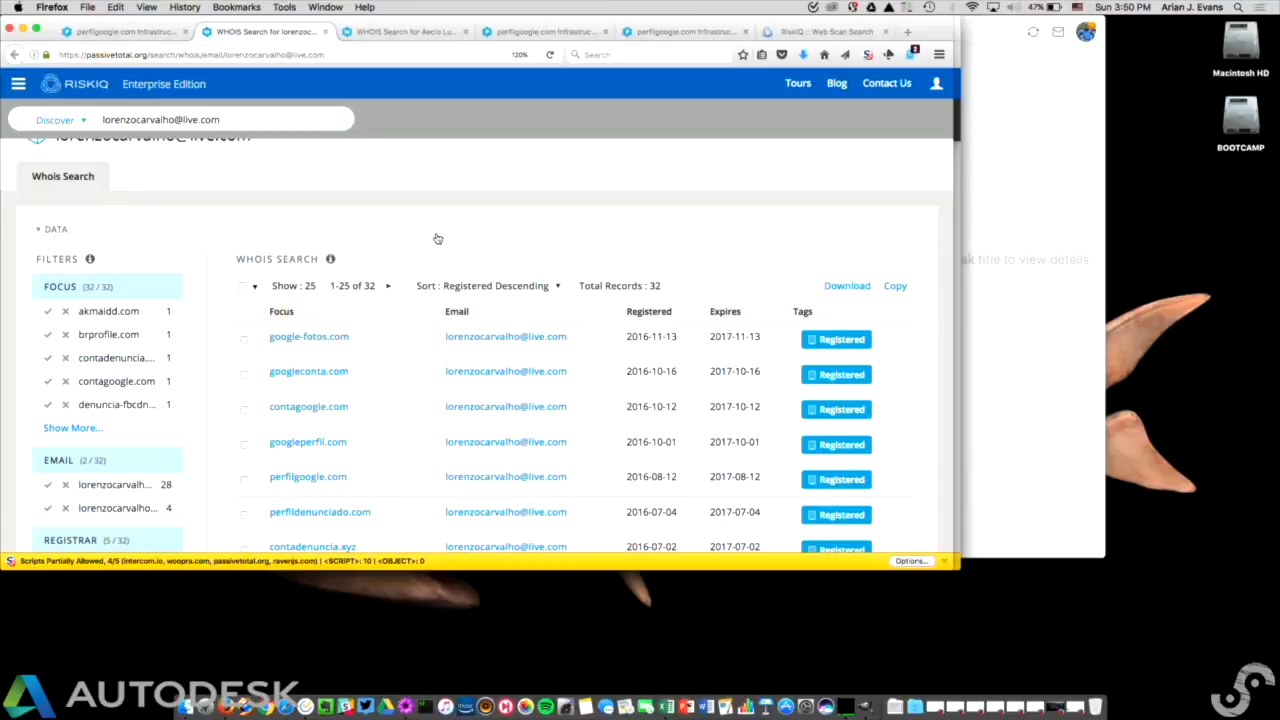 Firefox File Edit View History Bookmarks Tools Window Help 47% Sun 3:50 PM Arian J. Evans
perfilgoogle.com Infrastruc... WHOIS Search for lorenzoc... WHOIS Search for Aecio Lu... perfilgoogle.com Infrastruc... perfilgoogle.com Infrastruc... RiskIQ :: Web Scan Search
https://passivetotal.org/search/whois/email/lorenzocarvalho@live.com 120% Search
RISKIQ Enterprise Edition Tours Blog Contact Us
Discover lorenzocarvalho@live.com
lorenzocarvalho@live.com
Whois Search
DATA
FILTERS
FOCUS (32 / 32)
akmaidd.com 1
brprofile.com 1
contadenuncia.... 1
contagoogle.com 1
denuncia-fbcdn... 1
Show More...
EMAIL (2 / 32)
lorenzocarvalh... 28
lorenzocarvalho... 4
REGISTRAR (5 / 32)
WHOIS SEARCH
Show : 25 1-25 of 32 Sort : Registered Descending Total Records : 32 Download Copy
Focus Email Registered Expires Tags
google-fotos.com lorenzocarvalho@live.com 2016-11-13 2017-11-13 Registered
googleconta.com lorenzocarvalho@live.com 2016-10-16 2017-10-16 Registered
contagoogle.com lorenzocarvalho@live.com 2016-10-12 2017-10-12 Registered
googleperfil.com lorenzocarvalho@live.com 2016-10-01 2017-10-01 Registered
perfilgoogle.com lorenzocarvalho@live.com 2016-08-12 2017-08-12 Registered
perfildenunciado.com lorenzocarvalho@live.com 2016-07-04 2017-07-04 Registered
contadenuncia.xyz lorenzocarvalho@live.com 2016-07-02 2017-07-02 Registered
Scripts Partially Allowed, 4/5 (intercom.io, woopra.com, passivetotal.org, ravenjs.com) | <SCRIPT>: 10 | <OBJECT>: 0 Options...
title to view details
Macintosh HD
BOOTCAMP
AUTODESK